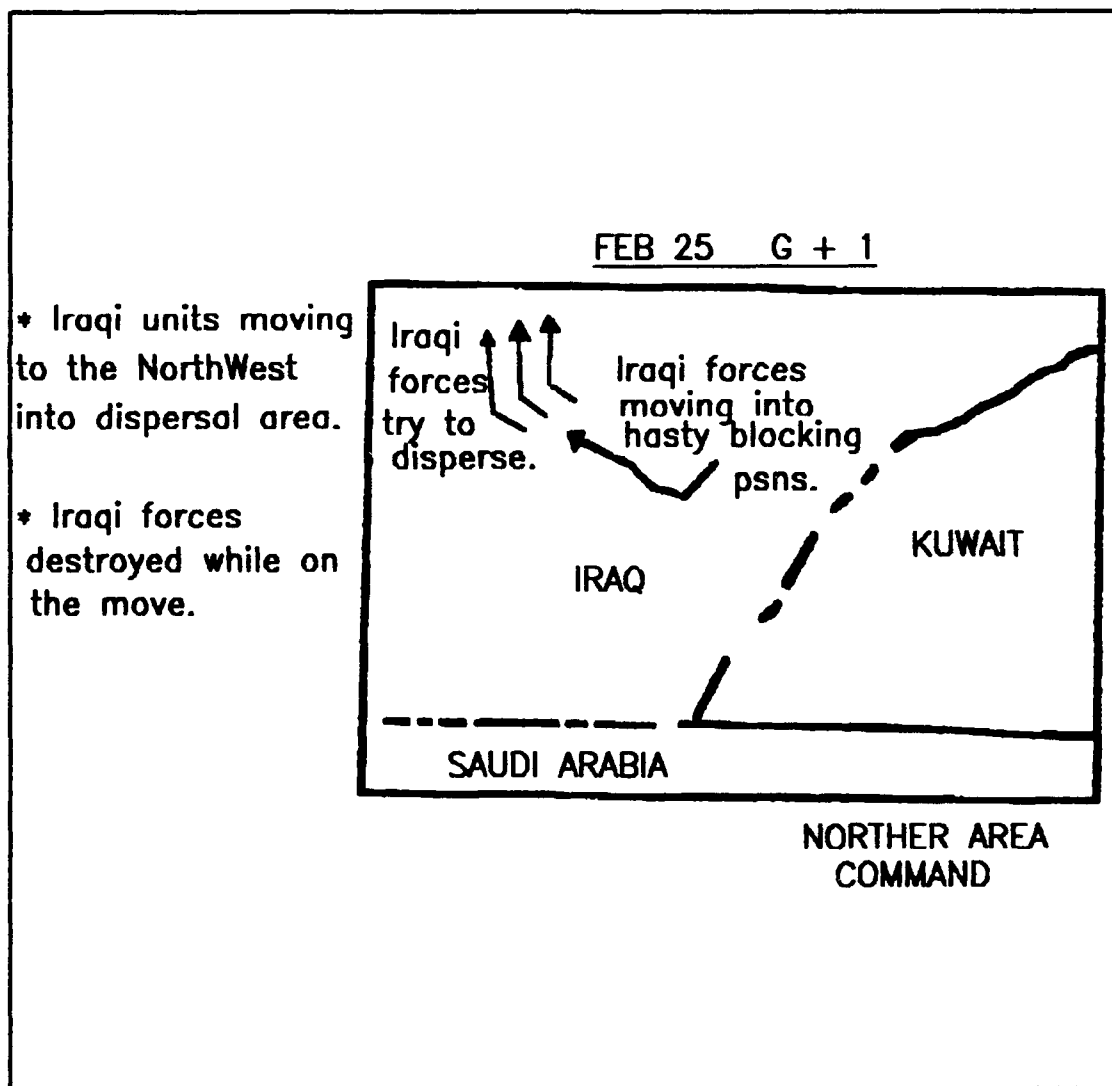 FEB 25 G + 1
* Iraqi units moving
to the NorthWest
into dispersal area.
* Iraqi forces
destroyed while on
the move.
Iraqi
forces
try to
disperse.
Iraqi forces
moving into
hasty blocking
psns.
KUWAIT
IRAQ
SAUDI ARABIA
NORTHER AREA
COMMAND